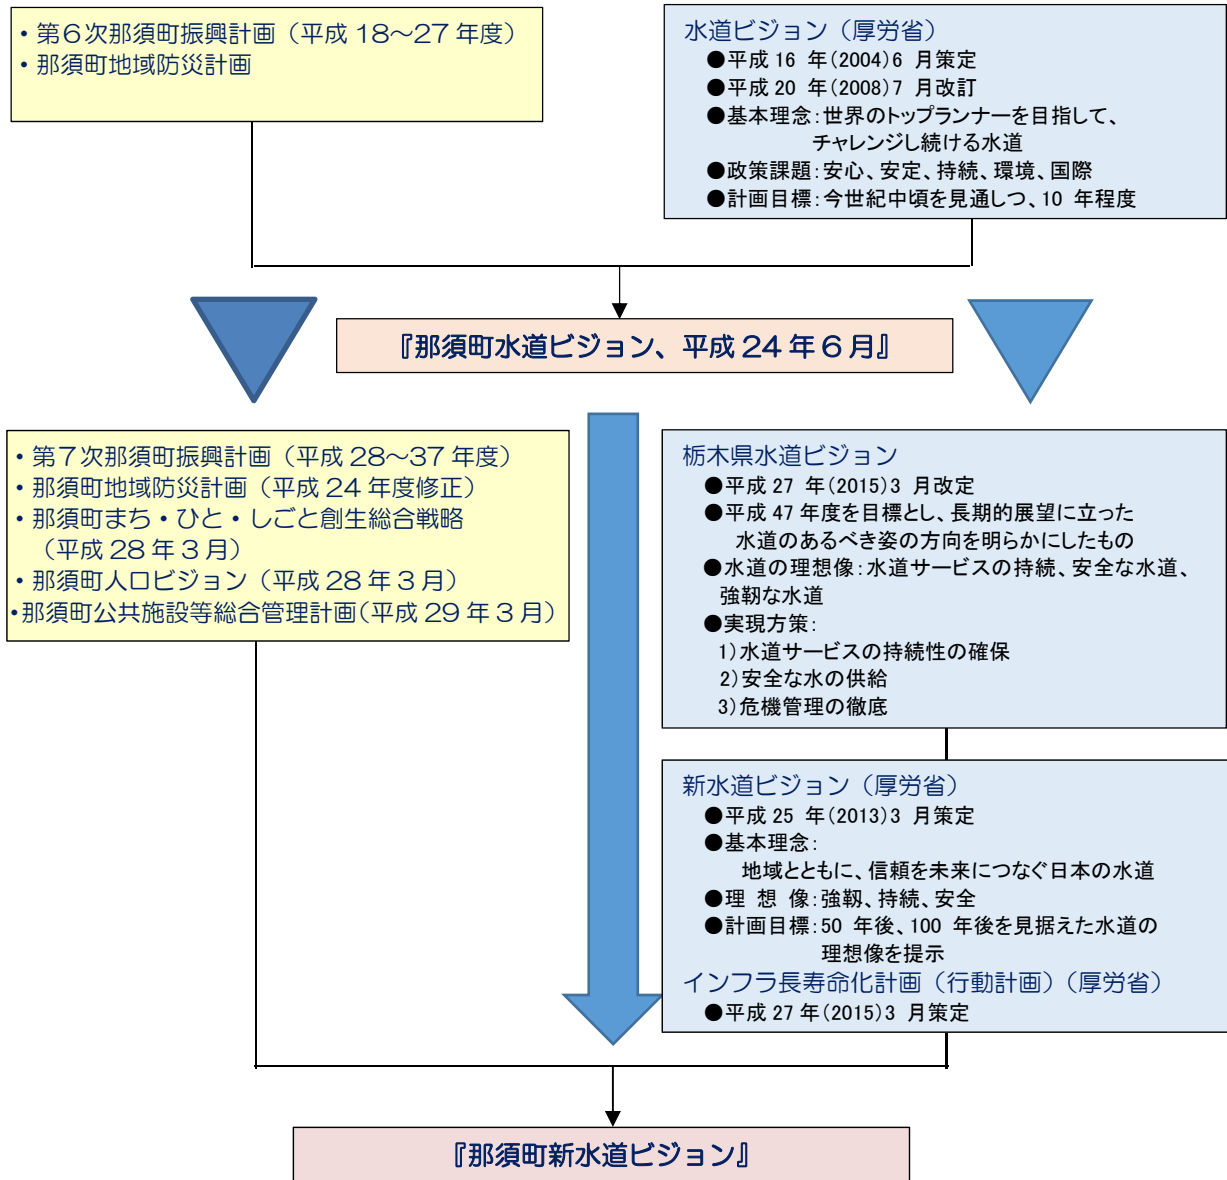 ・第６次那須町振興計画（平成 18～27 年度）
・那須町地域防災計画
水道ビジョン（厚労省）
●平成 16 年(2004)6 月策定
●平成 20 年(2008)7 月改訂
●基本理念：世界のトップランナーを目指して、
チャレンジし続ける水道
●政策課題：安心、安定、持続、環境、国際
●計画目標：今世紀中頃を見通しつ、10 年程度
『那須町水道ビジョン、平成 24 年 6 月』
・第７次那須町振興計画（平成 28～37 年度）
・那須町地域防災計画（平成 24 年度修正）
・那須町まち・ひと・しごと創生総合戦略
（平成 28 年 3 月）
・那須町人口ビジョン（平成 28 年 3 月）
・那須町公共施設等総合管理計画（平成 29 年 3 月）
栃木県水道ビジョン
●平成 27 年(2015)3 月改定
●平成 47 年度を目標とし、長期的展望に立った
水道のあるべき姿の方向を明らかにしたもの
●水道の理想像：水道サービスの持続、安全な水道、
強靭な水道
●実現方策：
1)水道サービスの持続性の確保
2)安全な水の供給
3)危機管理の徹底
新水道ビジョン（厚労省）
●平成 25 年(2013)3 月策定
●基本理念：
地域とともに、信頼を未来につなぐ日本の水道
●理 想 像：強靱、持続、安全
●計画目標：50 年後、100 年後を見据えた水道の
理想像を提示
インフラ長寿命化計画（行動計画）（厚労省）
●平成 27 年(2015)3 月策定
『那須町新水道ビジョン』